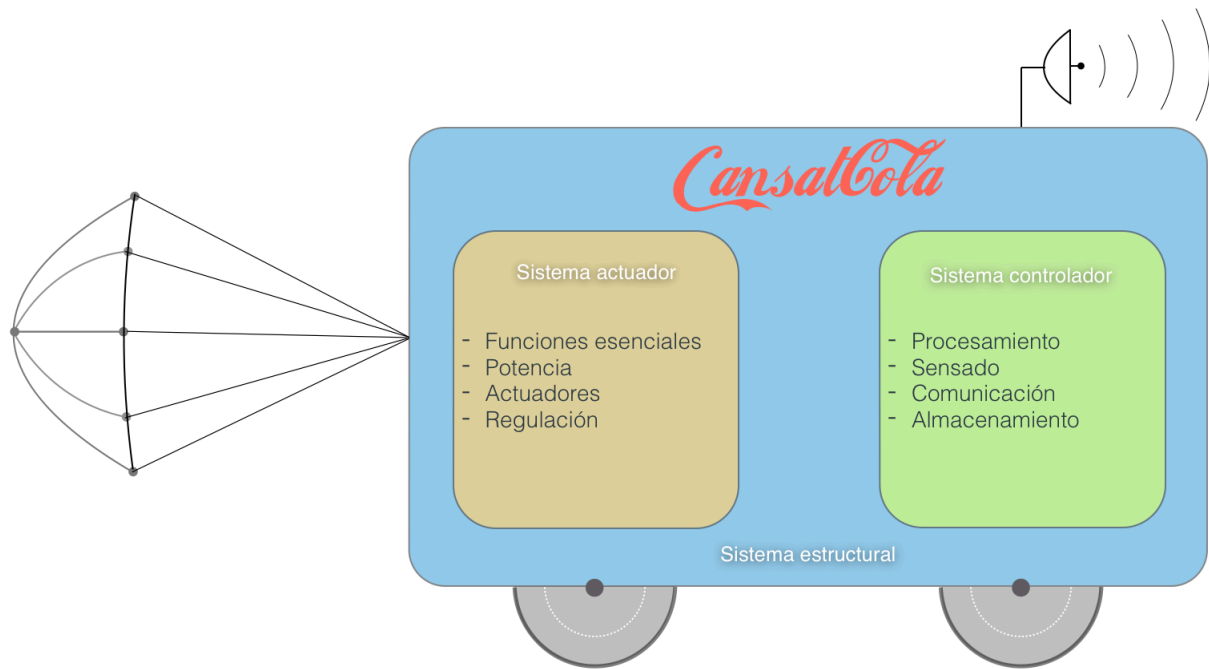 CansatCola
Sistema actuador
- Funciones esenciales
- Potencia
- Actuadores
- Regulación
Sistema controlador
- Procesamiento
- Sensado
- Comunicación
- Almacenamiento
Sistema estructural